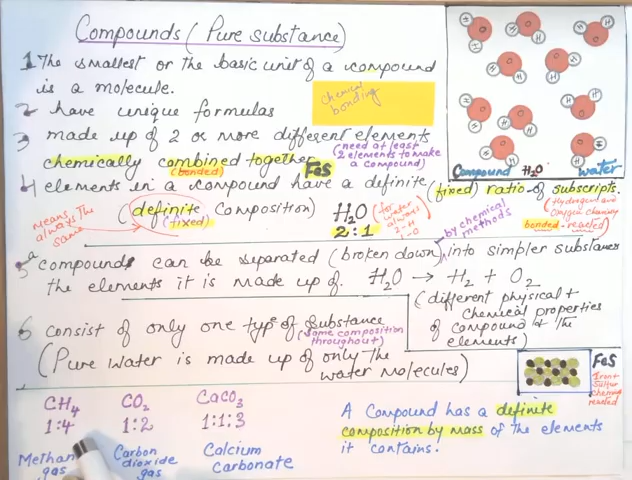 Compounds (Pure substance)
1 The smallest or the basic unit of a compound
is a molecule.
2 have unique formulas
Chemical
bonding
3 made up of 2 or more different elements
chemically combined together
(bonded)
FeS
(need at least
2 elements to make
a compound)
Compound H2O water
4 elements in a compound have a definite (fixed) ratio of subscripts.
(definite composition)
(fixed)
means
always the
same
H2O
2:1
(for
water
always
2-H
1-O
(Hydrogen and
Oxygen chemically
bonded-reacted)
by chemical
methods
5 a compound can be separated (broken down) into simpler substances
the elements it is made up of. H2O → H2 + O2
(different physical +
chemical properties
of compound & the
elements)
6 consist of only one type of substance
(same composition
throughout)
(Pure water is made up of only the
water molecules)
FeS
Iron +
Sulfur
chemically
reacted
CH4 CO2 CaCO3
1:4 1:2 1:1:3
Methan
gas
Carbon
dioxide
gas
Calcium
Carbonate
A Compound has a definite
composition by mass of the elements
it contains.